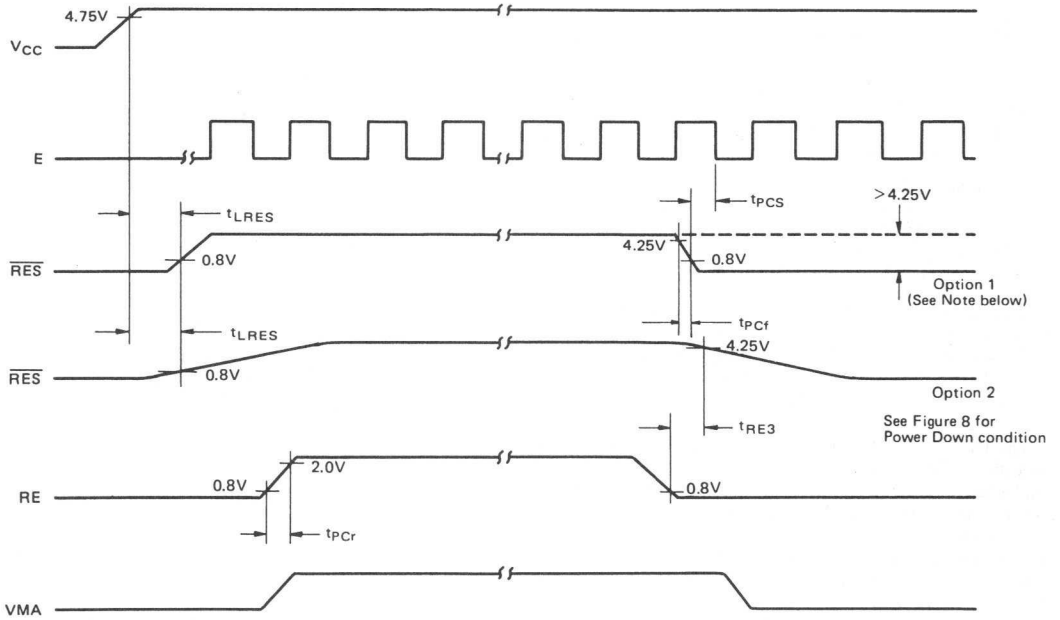 4.75V
VCC
E
tPCS
>4.25V
tLRES
4.25V
0.8V
0.8V
RES
Option 1
(See Note below)
tPCf
tLRES
4.25V
RES
0.8V
Option 2
tRE3
See Figure 8 for
Power Down condition
2.0V
0.8V
0.8V
RE
tPCr
VMA